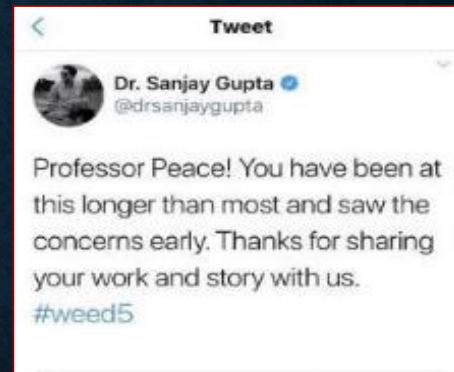 Tweet
Dr. Sanjay Gupta
@drsanjaygupta
Professor Peace! You have been at
this longer than most and saw the
concerns early. Thanks for sharing
your work and story with us.
#weed5